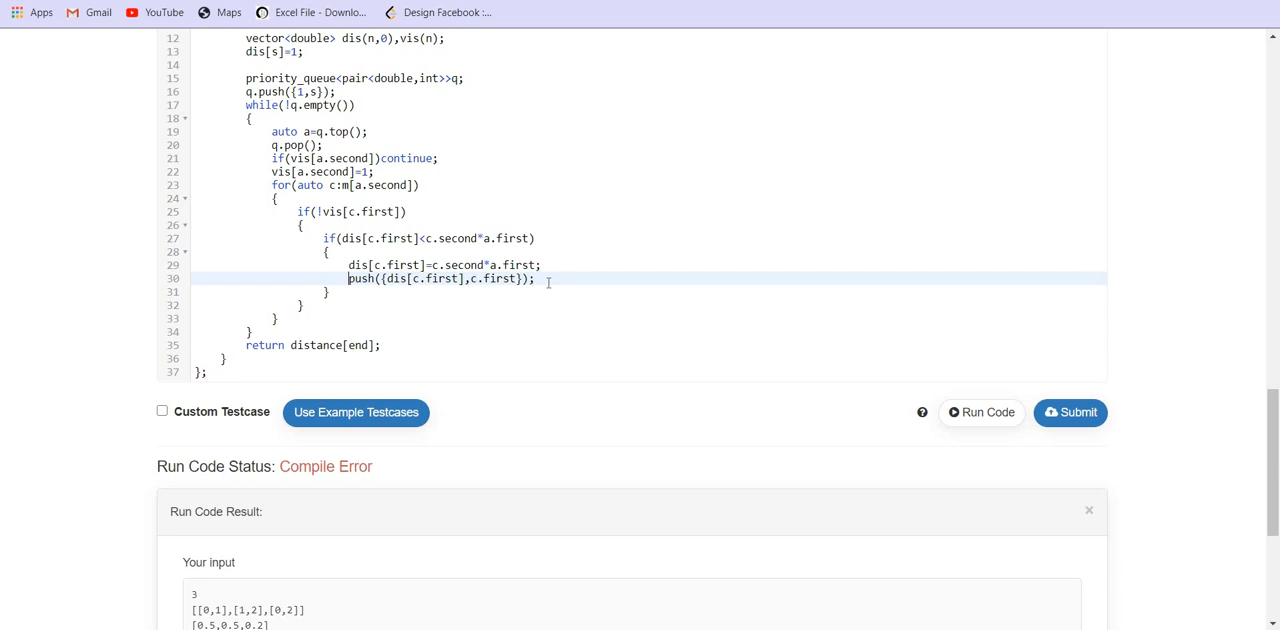 Apps Gmail YouTube Maps Excel File - Downlo... Design Facebook :...
12 vector<double> dis(n,0),vis(n);
13 dis[s]=1;
14
15 priority_queue<pair<double,int>>q;
16 q.push({1,s});
17 while(!q.empty())
18 {
19 auto a=q.top();
20 q.pop();
21 if(vis[a.second])continue;
22 vis[a.second]=1;
23 for(auto c:m[a.second])
24 {
25 if(!vis[c.first])
26 {
27 if(dis[c.first]<c.second*a.first)
28 {
29 dis[c.first]=c.second*a.first;
30 push({dis[c.first],c.first});
31 }
32 }
33 }
34 }
35 return distance[end];
36 }
37 };
Custom Testcase Use Example Testcases Run Code Submit
Run Code Status: Compile Error
Run Code Result: ×
Your input
3
[[0,1],[1,2],[0,2]]
[0.5,0.5,0.2]